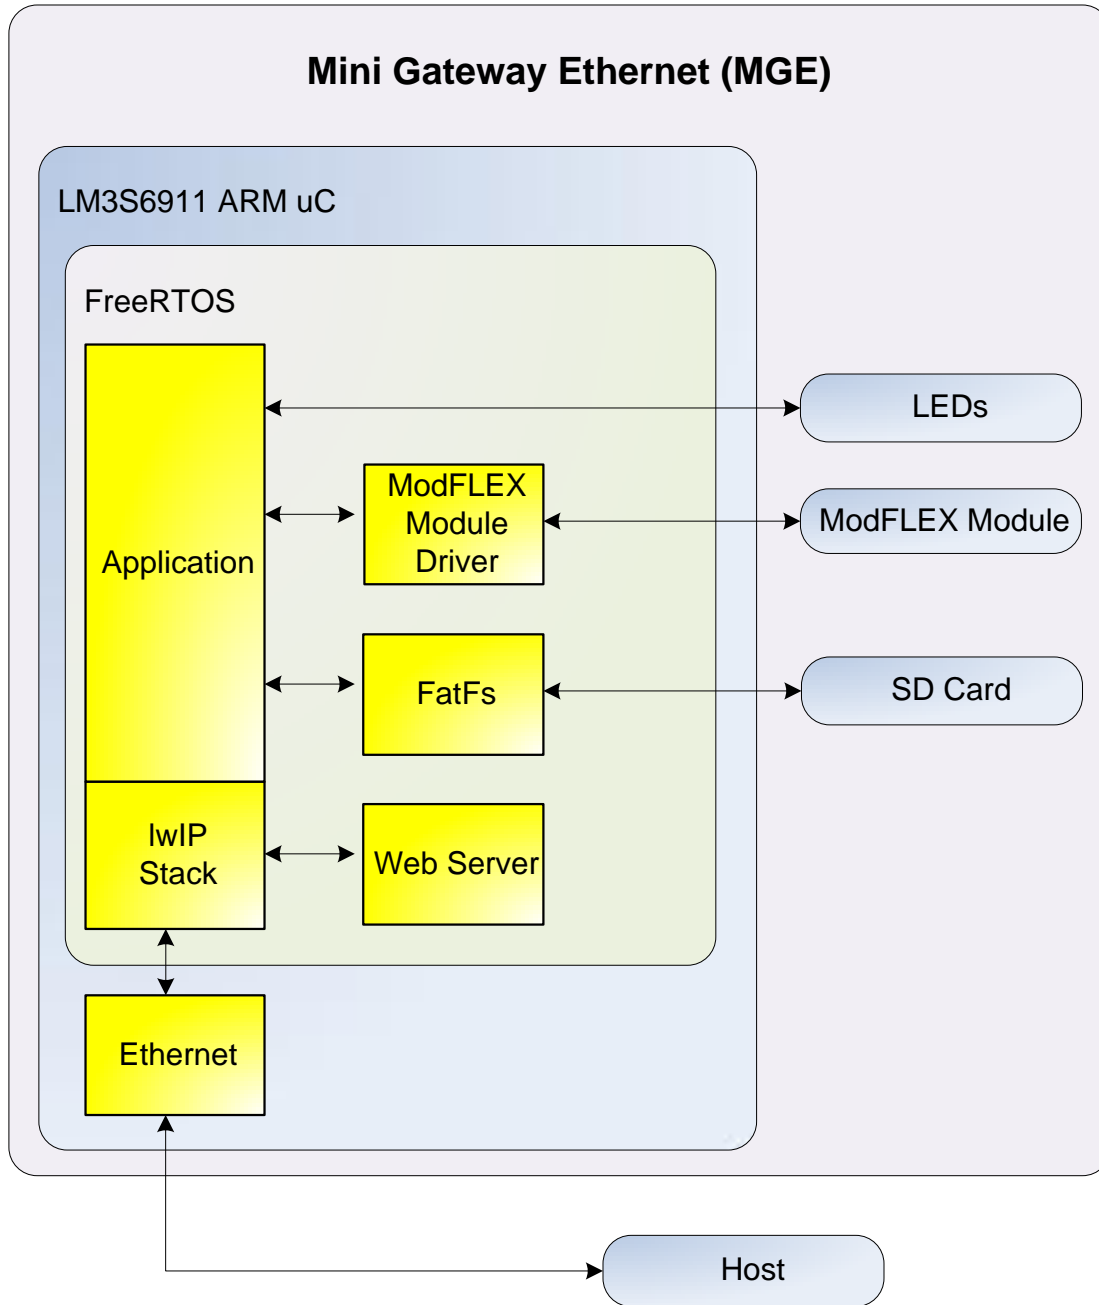 Mini Gateway Ethernet (MGE)
LM3S6911 ARM uC
FreeRTOS
LEDs
ModFLEX
Module
Driver
ModFLEX Module
Application
FatFs
SD Card
lwIP
Stack
Web Server
Ethernet
Host